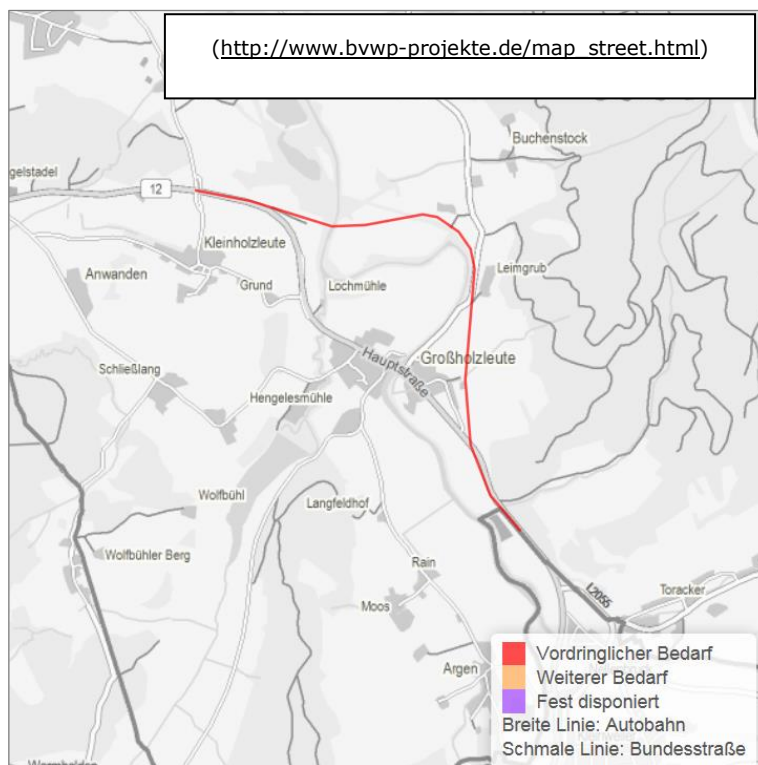 (http://www.bvwp-projekte.de/map_street.html)
Buchenstock
gelstadel
12
Kleinholzleute
Leimgrub
Anwanden
Grund
Lochmühle
Großholzleute
Hauptstraße
Schließlang
Hengelesmühle
Wolfbühl
Langfeldhof
Wolfbühler Berg
Rain
L2055
Toracker
Moos
Argen
Vordringlicher Bedarf
Weiterer Bedarf
Fest disponiert
Breite Linie: Autobahn
Schmale Linie: Bundesstraße